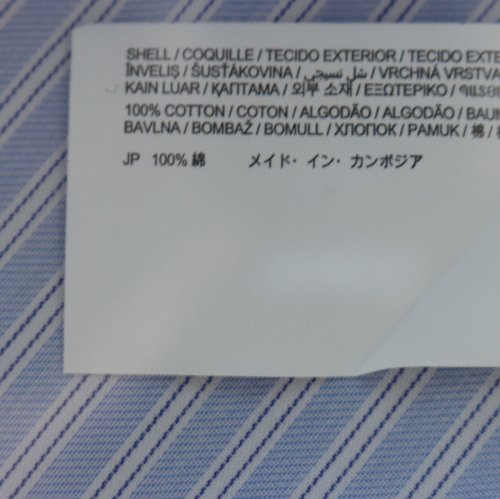 SHELL / COQUILLE / TECIDO EXTERIOR / TECIDO EXTE
ÎNVELIŞ / ŠUSŤÁKOVINA / شل نسيجي / VRCHNÁ VRSTVA
KAIN LUAR / ҚАПТАМА / 외부 소재 / ΕΞΩΤΕΡΙΚΟ /
100% COTTON / COTON / ALGODÃO / ALGODÃO / BAUM
BAVLNA / BOMBAŽ / BOMULL / ХЛОПОК / PAMUK / 棉 /
JP 100% 綿 メイド・イン・カンボジア